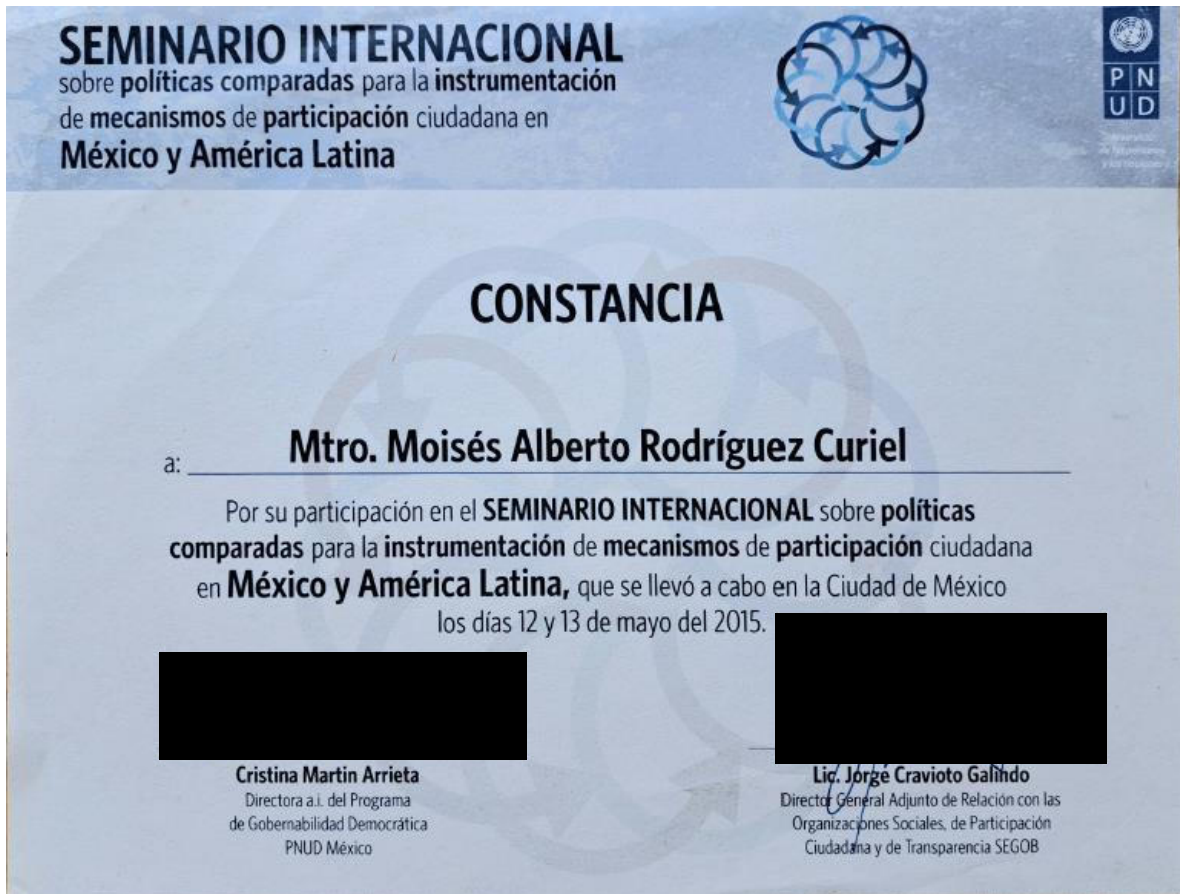 SEMINARIO INTERNACIONAL
sobre políticas comparadas para la instrumentación
de mecanismos de participación ciudadana en
México y América Latina
P N
U D
CONSTANCIA
a: Mtro. Moisés Alberto Rodríguez Curiel
Por su participación en el SEMINARIO INTERNACIONAL sobre políticas
comparadas para la instrumentación de mecanismos de participación ciudadana
en México y América Latina, que se llevó a cabo en la Ciudad de México
los días 12 y 13 de mayo del 2015.
Cristina Martin Arrieta
Directora a.i. del Programa
de Gobernabilidad Democrática
PNUD México
Lic. Jorge Cravioto Galindo
Director General Adjunto de Relación con las
Organizaciones Sociales, de Participación
Ciudadana y de Transparencia SEGOB